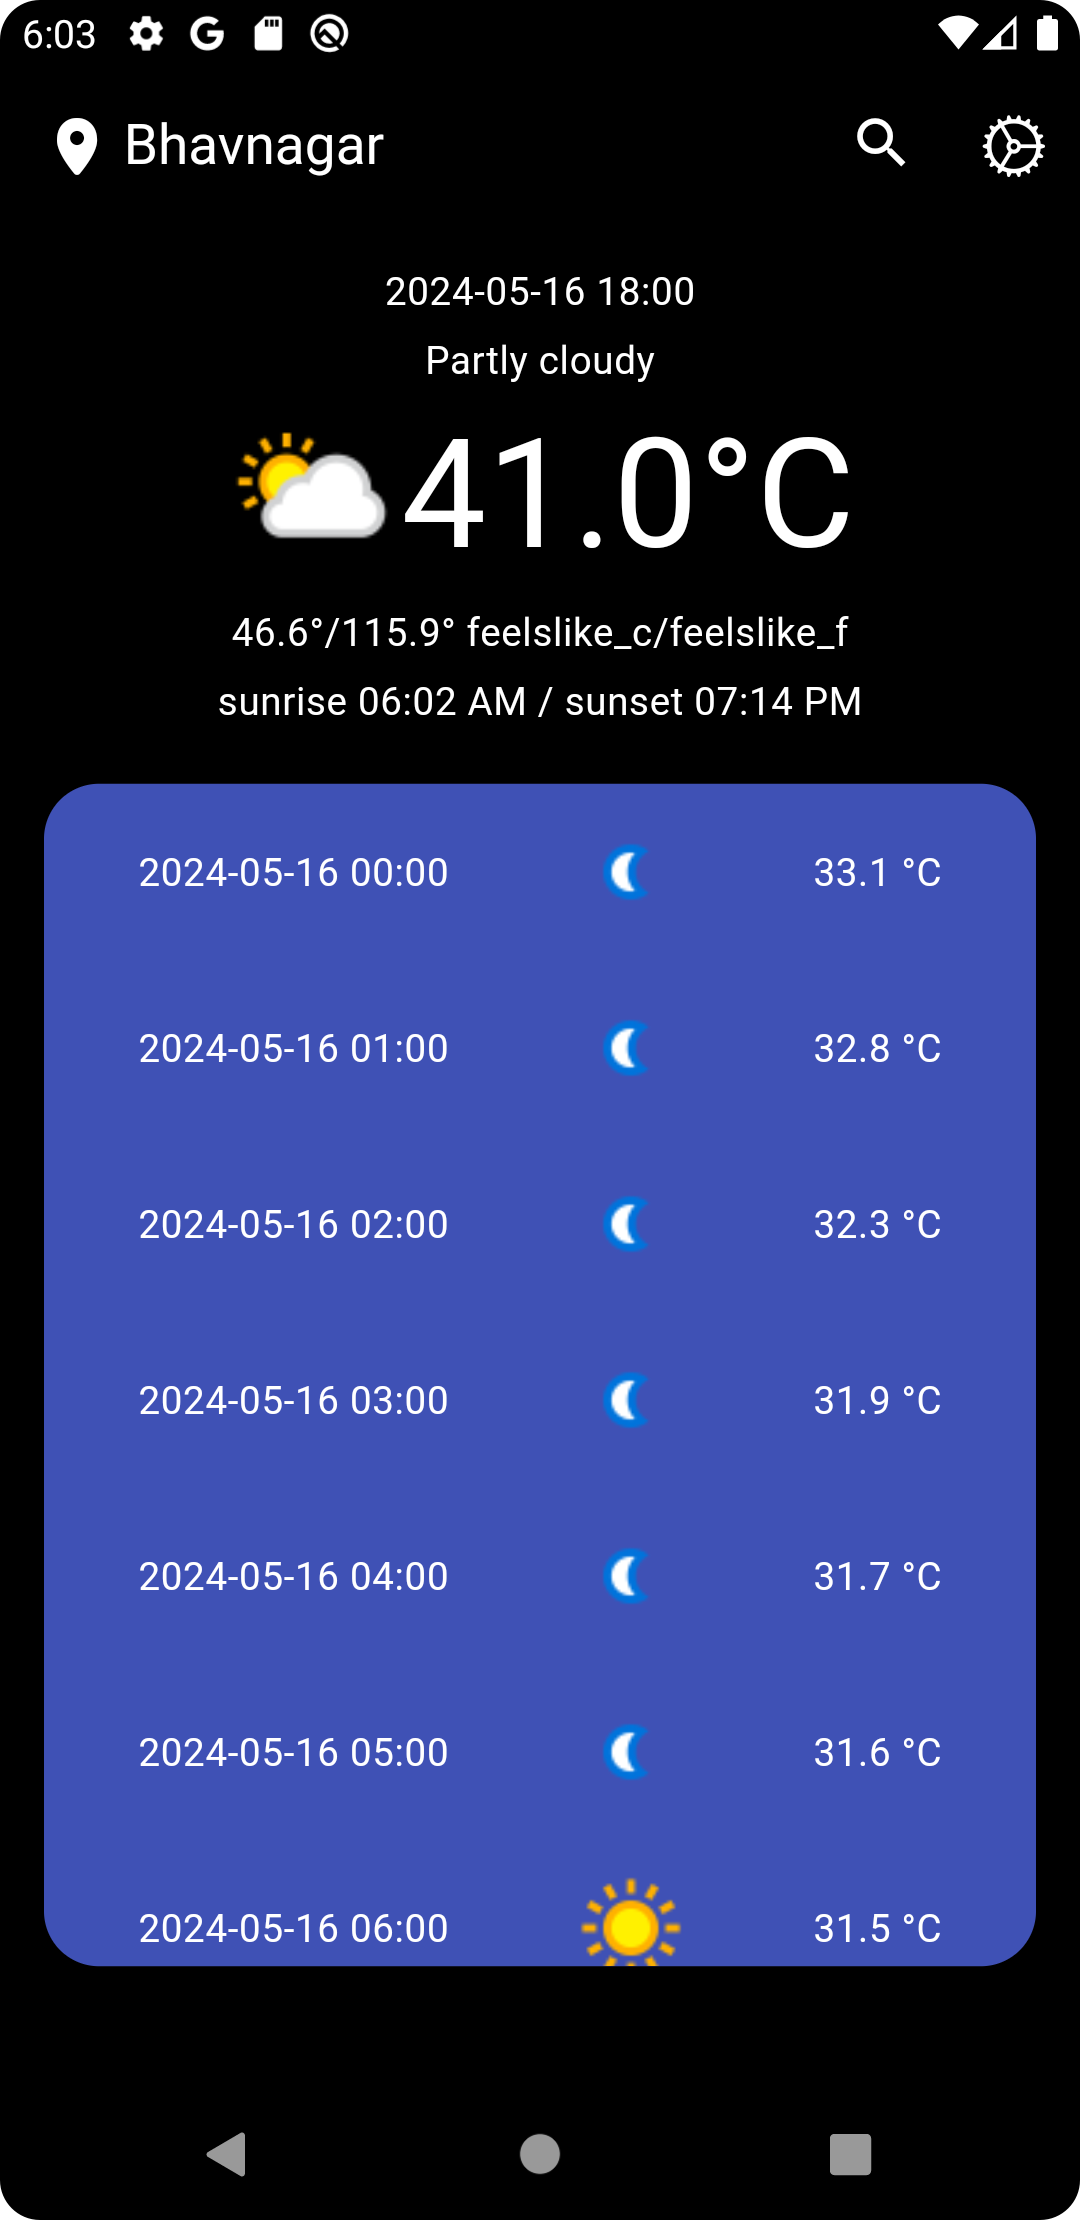 6:03
Bhavnagar
2024-05-16 18:00
Partly cloudy
41.0°C
46.6°/115.9° feelslike_c/feelslike_f
sunrise 06:02 AM / sunset 07:14 PM
2024-05-16 00:00 33.1 °C
2024-05-16 01:00 32.8 °C
2024-05-16 02:00 32.3 °C
2024-05-16 03:00 31.9 °C
2024-05-16 04:00 31.7 °C
2024-05-16 05:00 31.6 °C
2024-05-16 06:00 31.5 °C